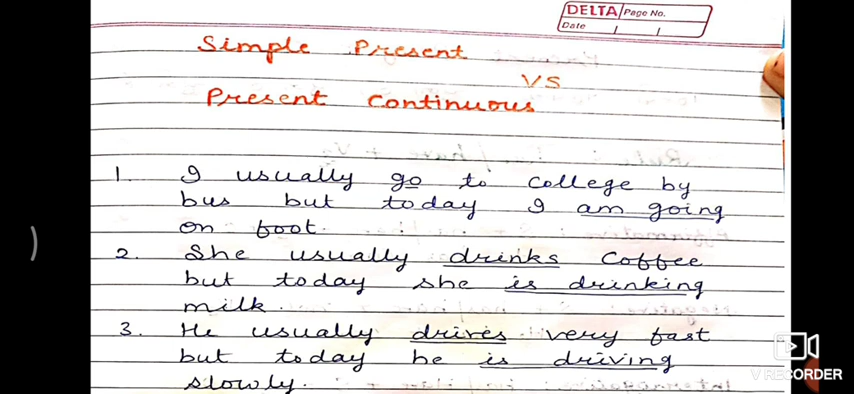 DELTA Page No.
Date
Simple Present
VS
Present Continuous
1. I usually go to college by
bus but today I am going
on foot.
2. She usually drinks Coffee
but today she is drinking
milk.
3. He usually drives very fast
but today he is driving
slowly.
V RECORDER